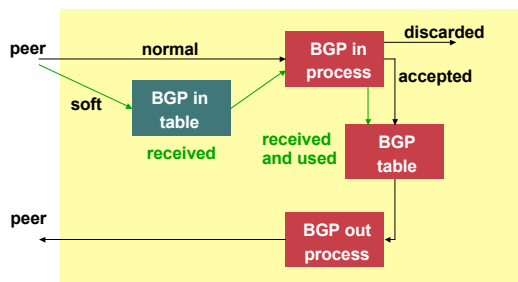 discarded
peer
normal
BGP in
process
accepted
soft
BGP in
table
received
received
and used
BGP
table
peer
BGP out
process